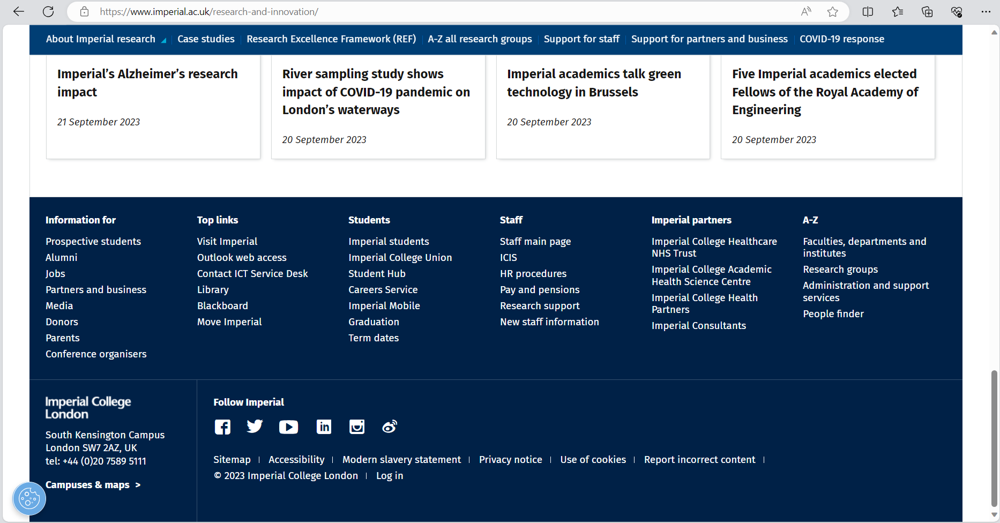 https://www.imperial.ac.uk/research-and-innovation/
About Imperial research
Case studies
Research Excellence Framework (REF)
A-Z all research groups
Support for staff
Support for partners and business
COVID-19 response
Imperial’s Alzheimer’s research
impact
21 September 2023
River sampling study shows
impact of COVID-19 pandemic on
London’s waterways
20 September 2023
Imperial academics talk green
technology in Brussels
20 September 2023
Five Imperial academics elected
Fellows of the Royal Academy of
Engineering
20 September 2023
Information for
Prospective students
Alumni
Jobs
Partners and business
Media
Donors
Parents
Conference organisers
Top links
Visit Imperial
Outlook web access
Contact ICT Service Desk
Library
Blackboard
Move Imperial
Students
Imperial students
Imperial College Union
Student Hub
Careers Service
Imperial Mobile
Graduation
Term dates
Staff
Staff main page
ICIS
HR procedures
Pay and pensions
Research support
New staff information
Imperial partners
Imperial College Healthcare
NHS Trust
Imperial College Academic
Health Science Centre
Imperial College Health
Partners
Imperial Consultants
A-Z
Faculties, departments and
institutes
Research groups
Administration and support
services
People finder
Imperial College
London
South Kensington Campus
London SW7 2AZ, UK
tel: +44 (0)20 7589 5111
Campuses & maps >
Follow Imperial
Sitemap | Accessibility | Modern slavery statement | Privacy notice | Use of cookies | Report incorrect content |
© 2023 Imperial College London | Log in